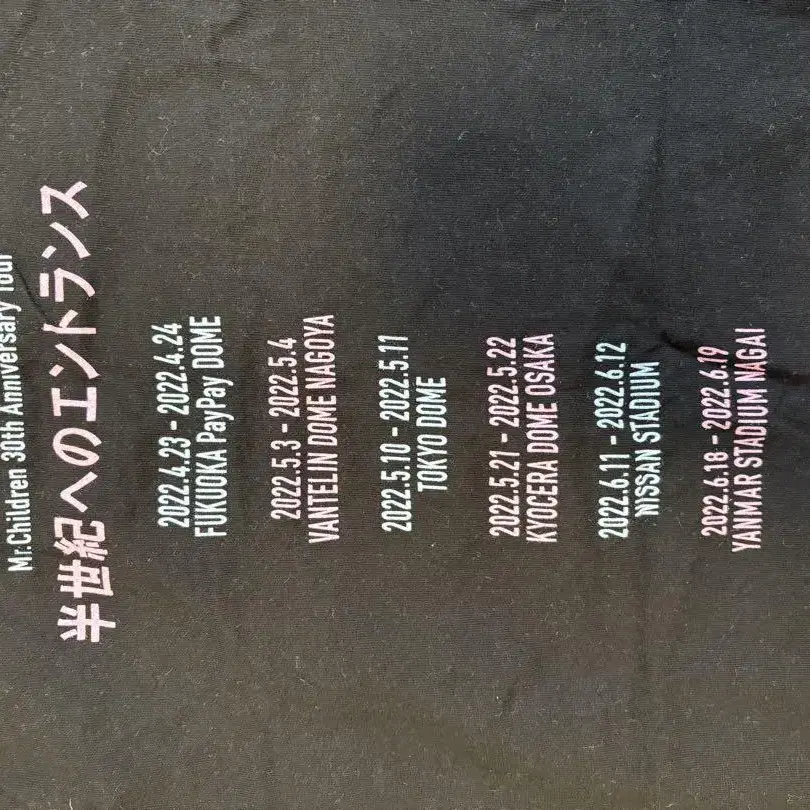 Mr.Children 30th Anniversary Tour
半世紀へのエントランス
2022.4.23 - 2022.4.24
FUKUOKA PayPay DOME
2022.5.3 - 2022.5.4
VANTELIN DOME NAGOYA
2022.5.10 - 2022.5.11
TOKYO DOME
2022.5.21 - 2022.5.22
KYOCERA DOME OSAKA
2022.6.11 - 2022.6.12
NISSAN STADIUM
2022.6.18 - 2022.6.19
YANMAR STADIUM NAGAI